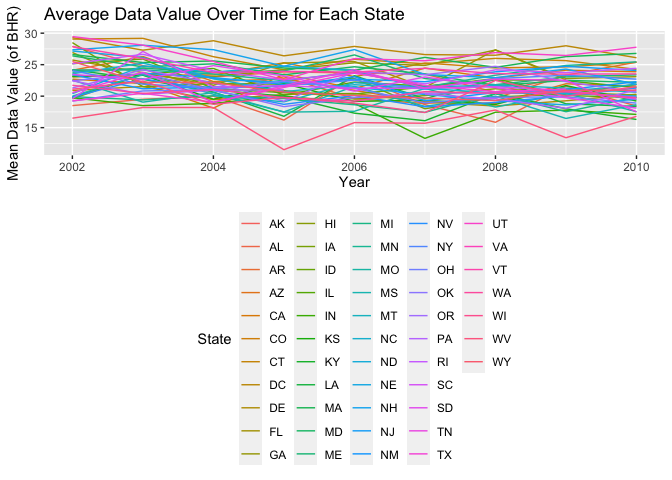 Average Data Value Over Time for Each State
Mean Data Value (of BHR)
30
25
20
15
2002
2004
2006
2008
2010
Year
State
AK
AL
AR
AZ
CA
CO
CT
DC
DE
FL
GA
HI
IA
ID
IL
IN
KS
KY
LA
MA
MD
ME
MI
MN
MO
MS
MT
NC
ND
NE
NH
NJ
NM
NV
NY
OH
OK
OR
PA
RI
SC
SD
TN
TX
UT
VA
VT
WA
WI
WV
WY